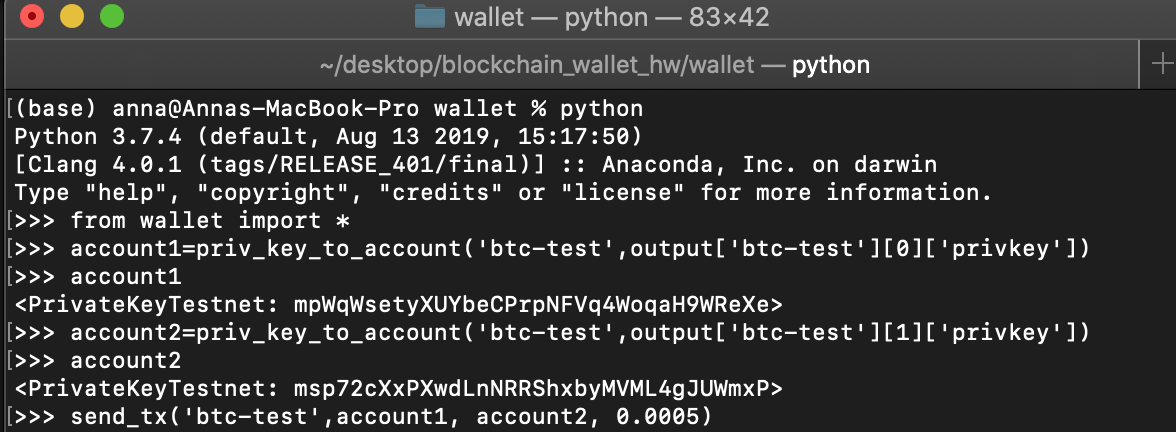 wallet — python — 83×42
~/desktop/blockchain_wallet_hw/wallet — python
[(base) anna@Annas-MacBook-Pro wallet % python
Python 3.7.4 (default, Aug 13 2019, 15:17:50)
[Clang 4.0.1 (tags/RELEASE_401/final)] :: Anaconda, Inc. on darwin
Type "help", "copyright", "credits" or "license" for more information.
[>>> from wallet import *
[>>> account1=priv_key_to_account('btc-test',output['btc-test'][0]['privkey'])
[>>> account1
<PrivateKeyTestnet: mpWqWsetyXUYbeCPrpNFVq4WoqaH9WReXe>
[>>> account2=priv_key_to_account('btc-test',output['btc-test'][1]['privkey'])
[>>> account2
<PrivateKeyTestnet: msp72cXxPXwdLnNRRShxbyMVML4gJUWmxP>
[>>> send_tx('btc-test',account1, account2, 0.0005)